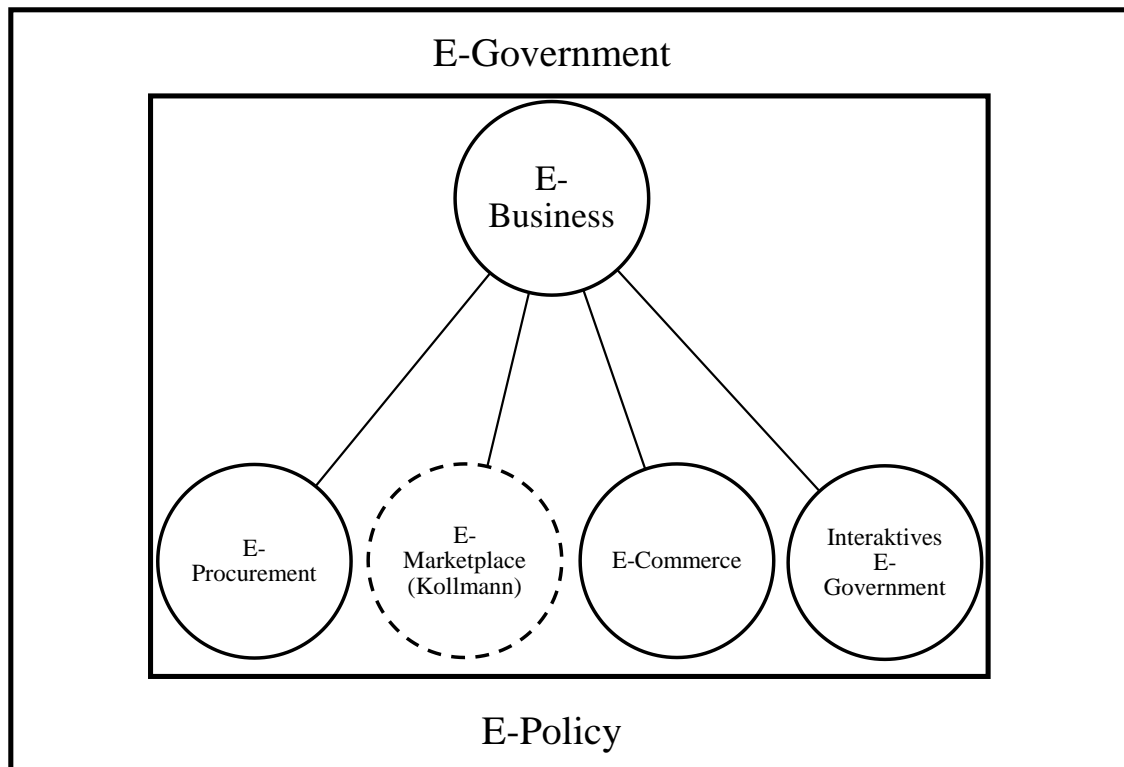 E-Government
E-
Business
E-
Procurement
E-
Marketplace
(Kollmann)
E-Commerce
Interaktives
E-
Government
E-Policy